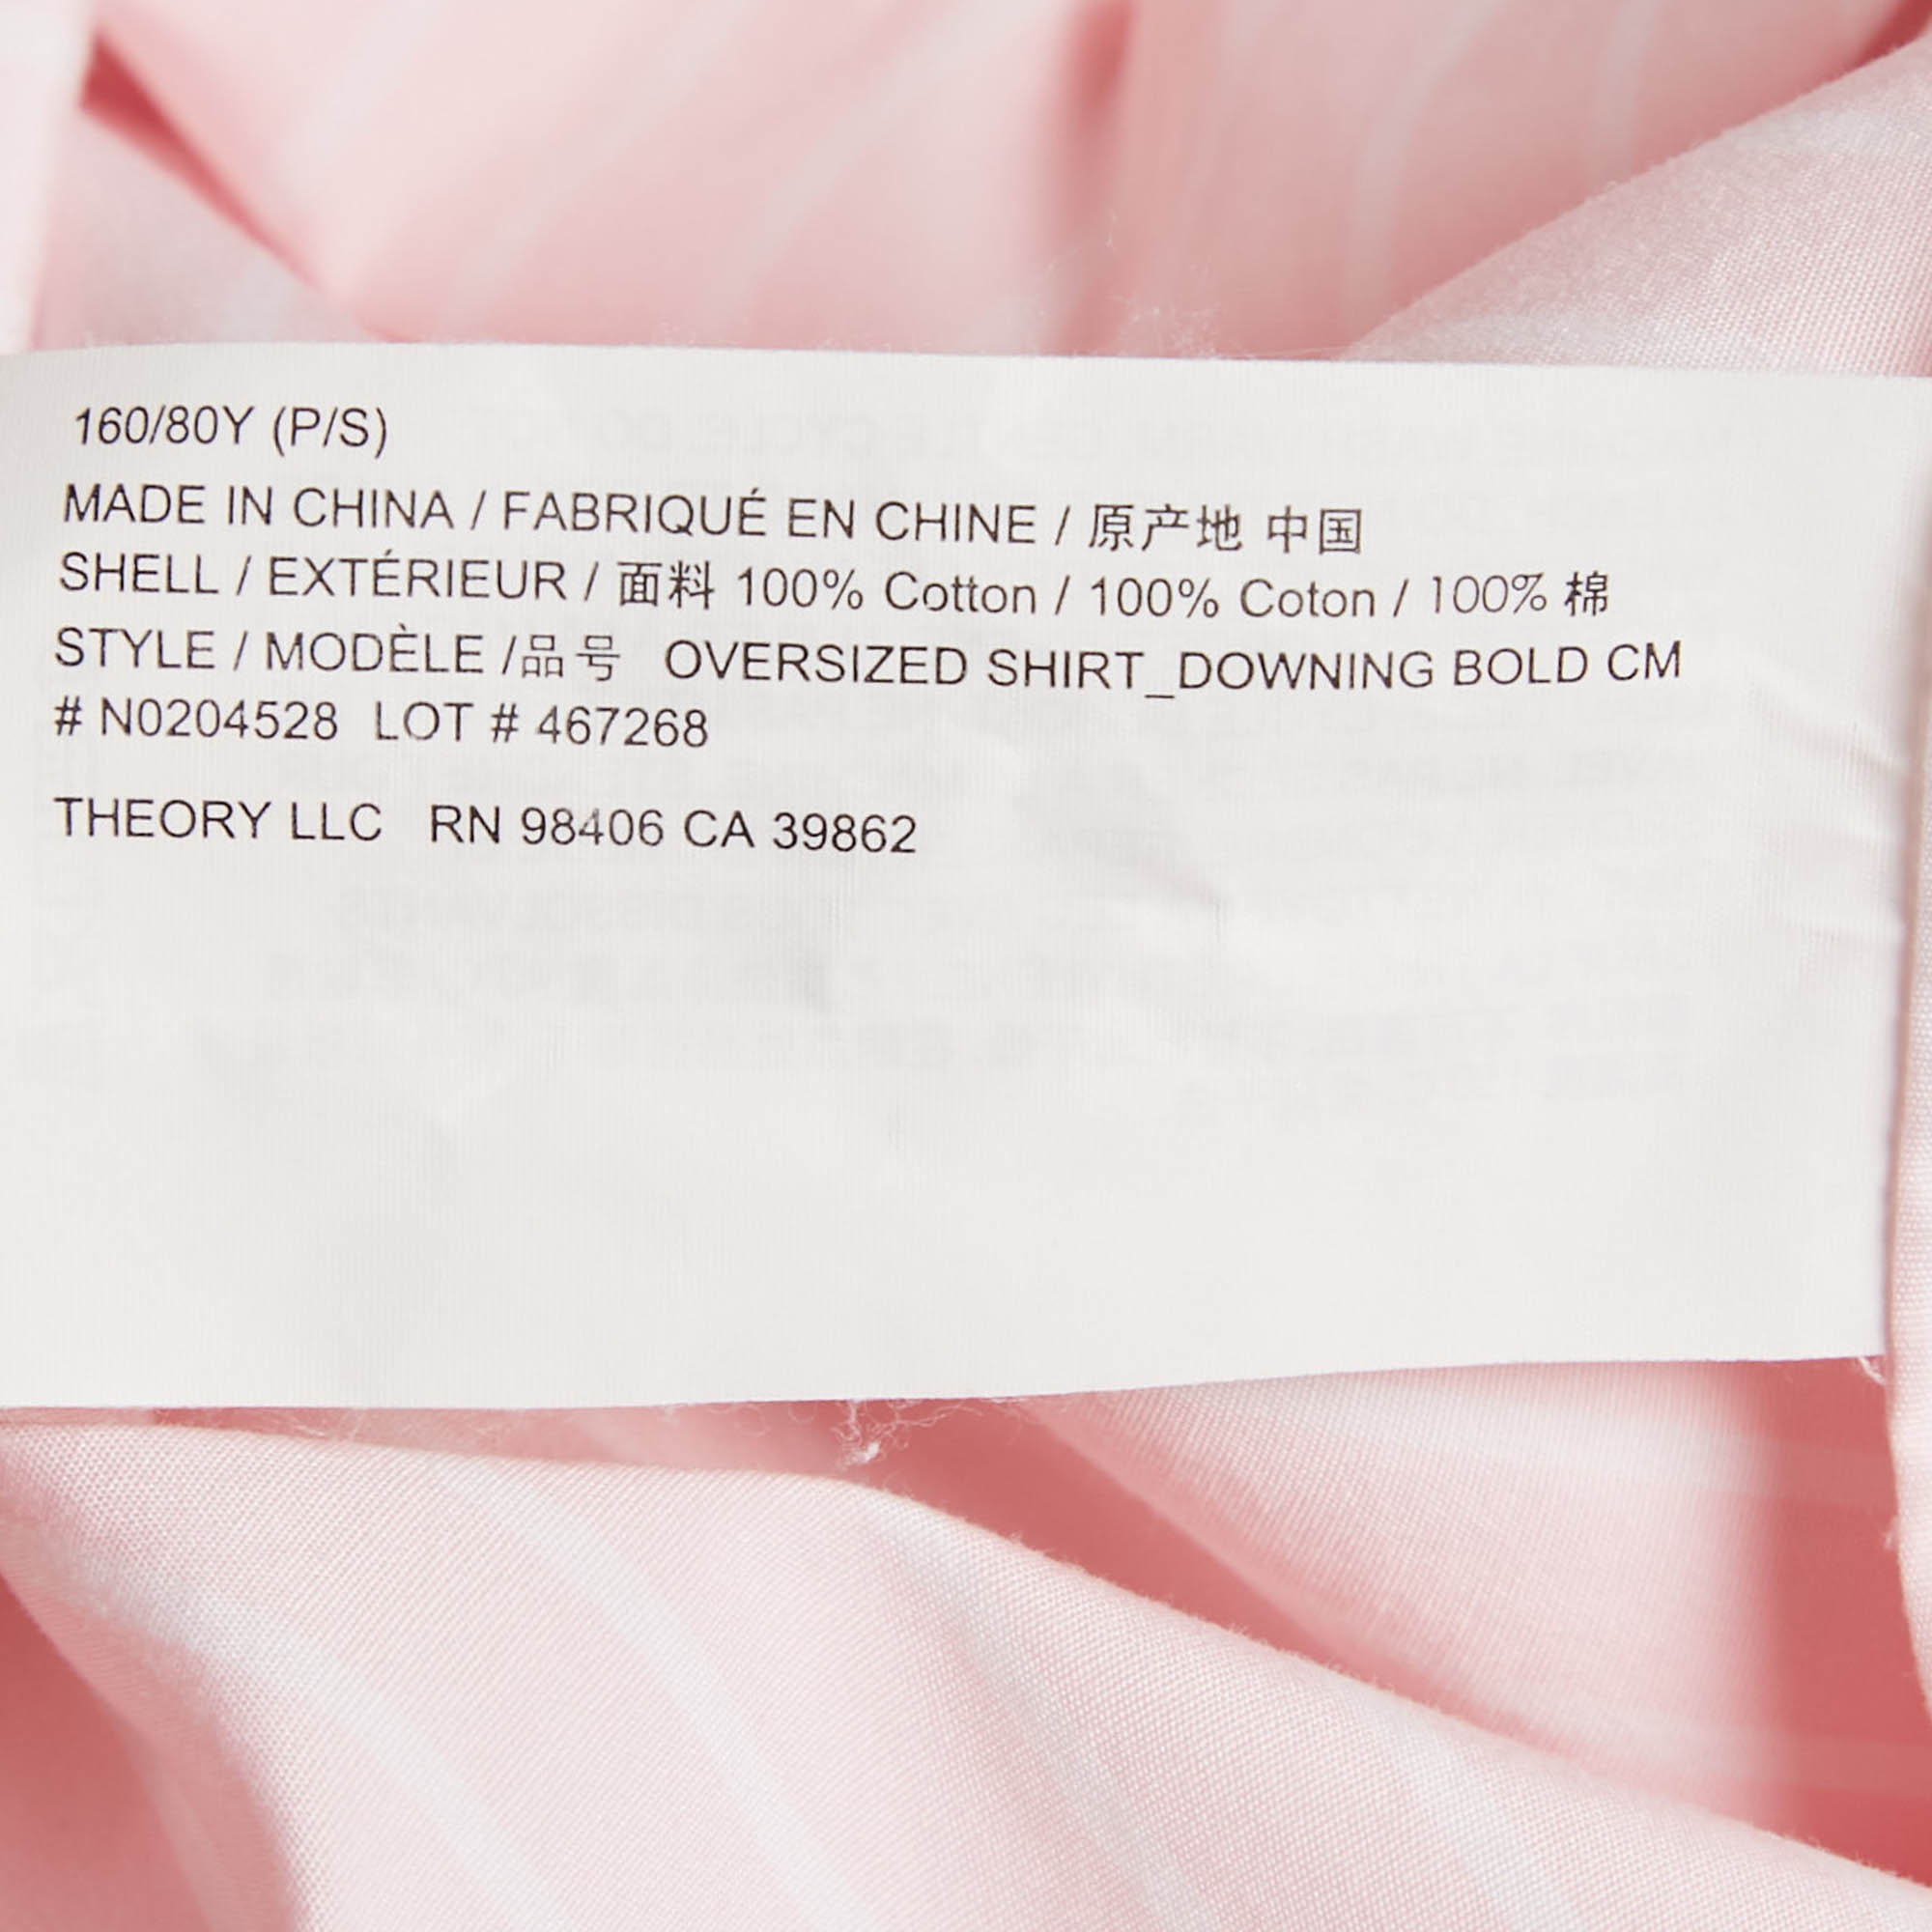 160/80Y (P/S)
MADE IN CHINA / FABRIQUÉ EN CHINE / 原产地 中国
SHELL / EXTÉRIEUR / 面料 100% Cotton / 100% Coton / 100% 棉
STYLE / MODÈLE /品号 OVERSIZED SHIRT_DOWNING BOLD CM
# N0204528 LOT # 467268
THEORY LLC RN 98406 CA 39862